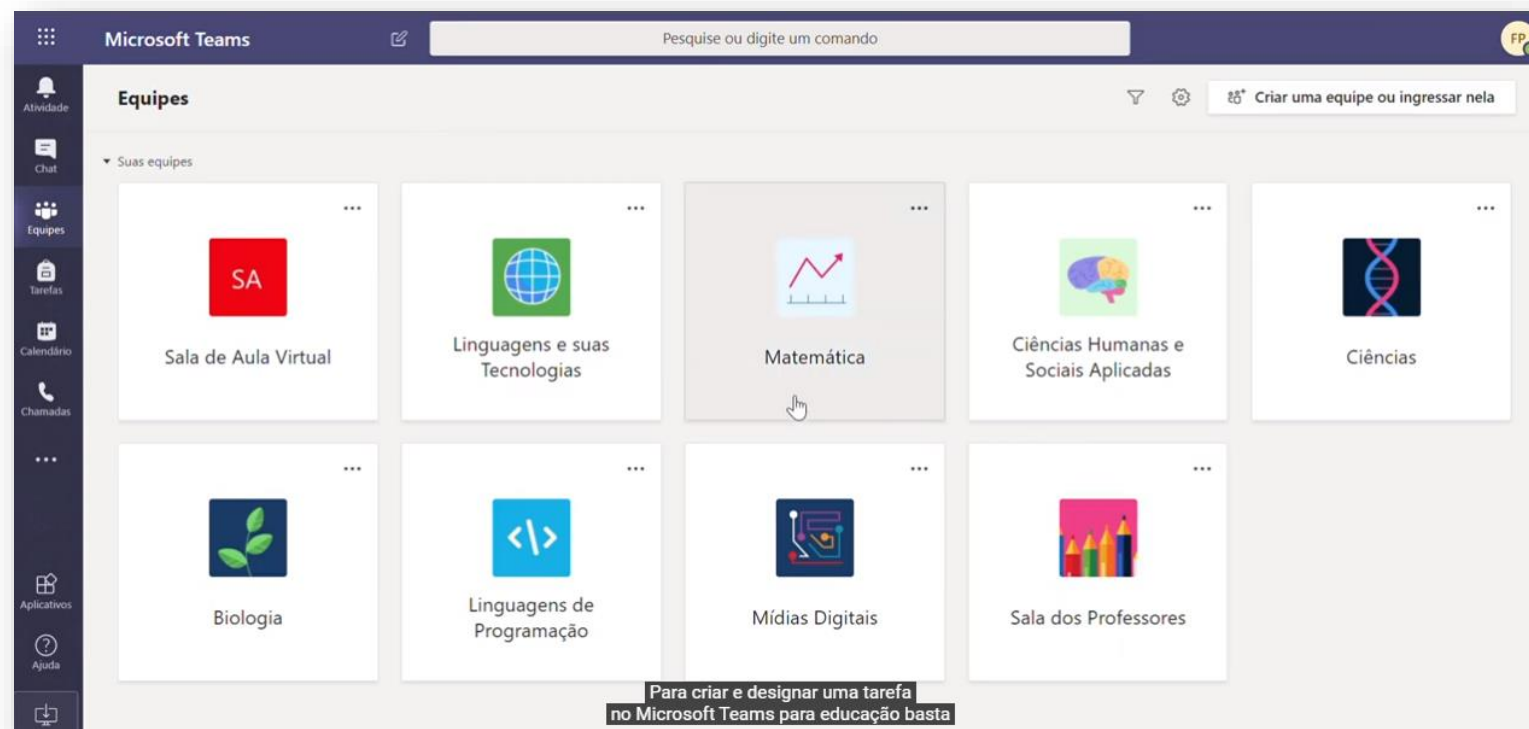 Microsoft Teams
Pesquise ou digite um comando
FP
Atividade
Equipes
Criar uma equipe ou ingressar nela
Chat
Suas equipes
Equipes
Tarefas
Calendário
Chamadas
SA
Sala de Aula Virtual
Linguagens e suas
Tecnologias
Matemática
Ciências Humanas e
Sociais Aplicadas
Ciências
Biologia
Linguagens de
Programação
Mídias Digitais
Sala dos Professores
Aplicativos
Ajuda
Para criar e designar uma tarefa
no Microsoft Teams para educação basta